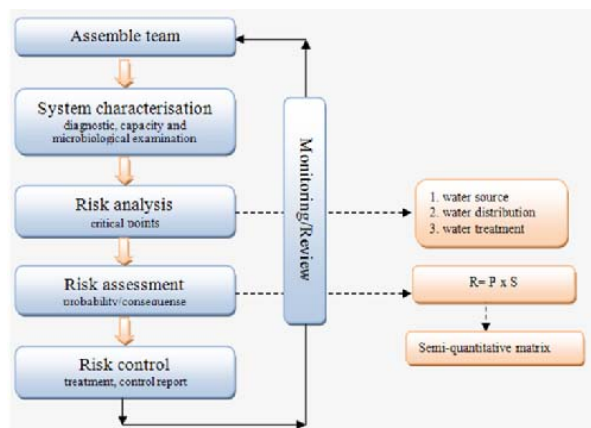 Assemble team
System characterisation
diagnostic, capacity and
microbiological examination
Risk analysis
critical points
Risk assessment
probability/consequense
Risk control
treatment, control report
Monitoring/Review
1. water source
2. water distribution
3. water treatment
R= P x S
Semi-quantitative matrix